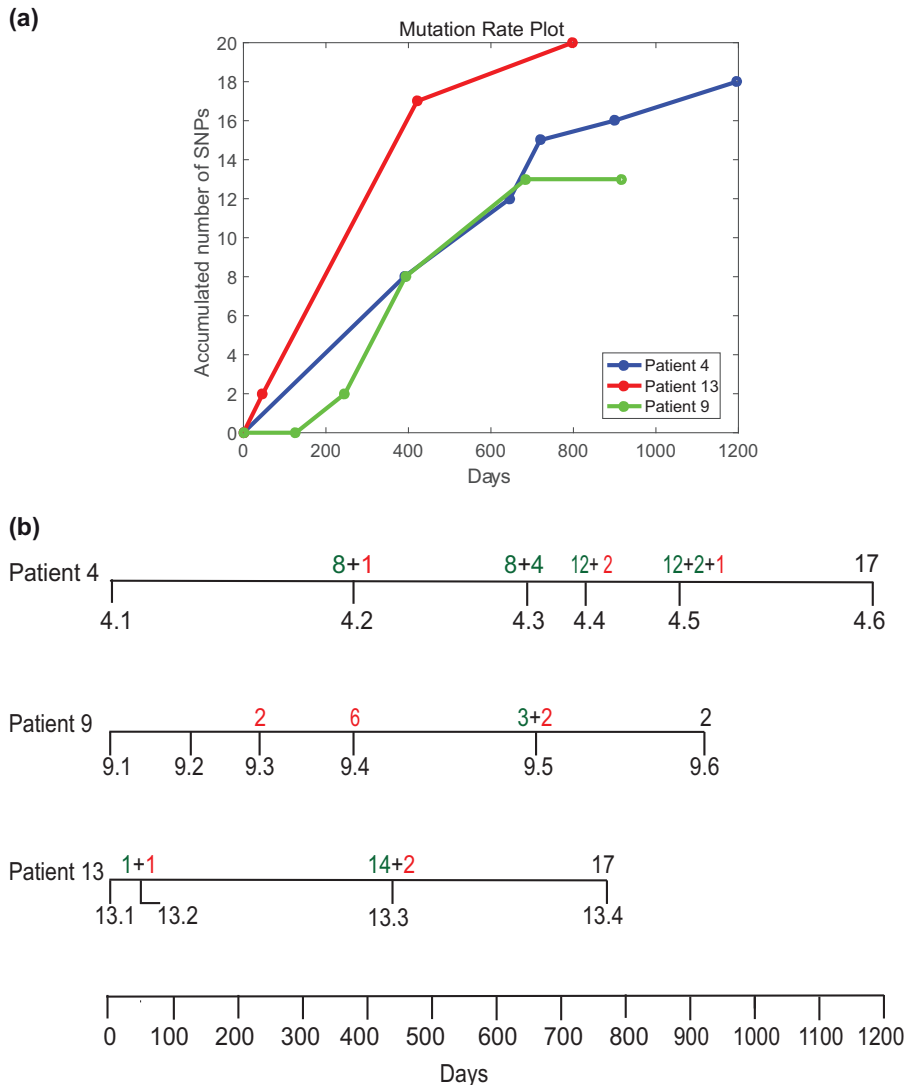 (a)
Mutation Rate Plot
20
18
16
14
12
10
8
6
4
2
0
Accumulated number of SNPs
0 200 400 600 800 1000 1200
Days
Patient 4
Patient 13
Patient 9
(b)
8+1 8+4 12+ 2 12+2+1 17
Patient 4
4.1 4.2 4.3 4.4 4.5 4.6
Patient 9 2 6 3+2 2
9.1 9.2 9.3 9.4 9.5 9.6
1+1 14+2 17
Patient 13
13.1 13.2 13.3 13.4
0 100 200 300 400 500 600 700 800 900 1000 1100 1200
Days